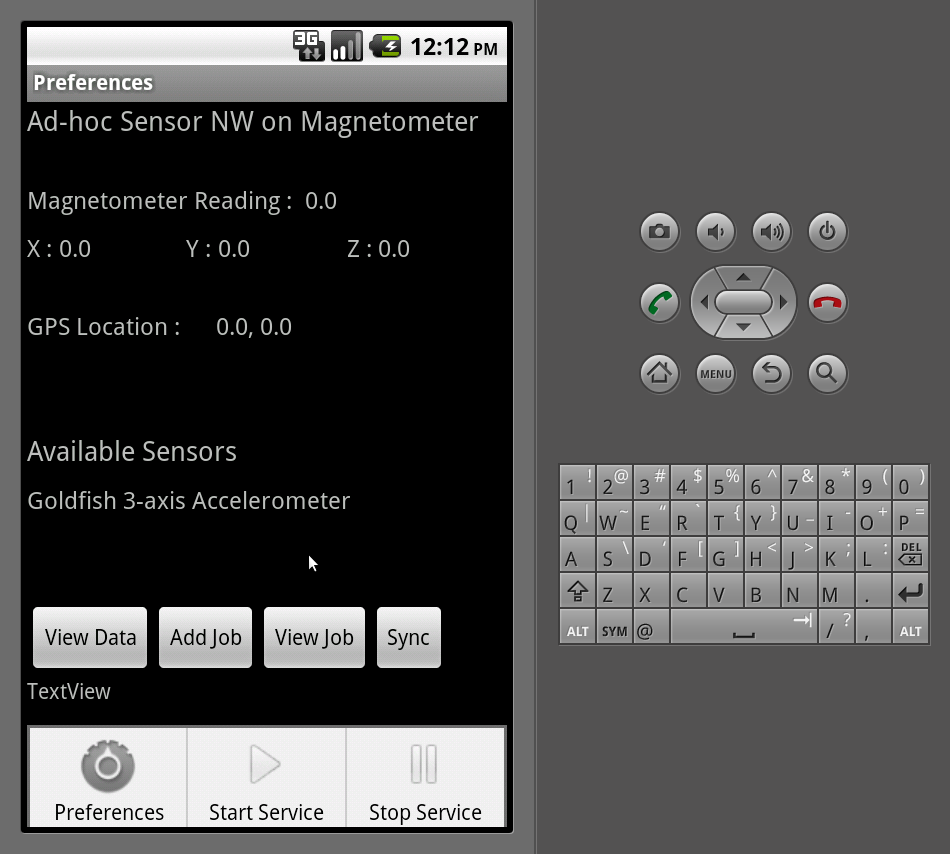 3G 12:12 PM
Preferences
Ad-hoc Sensor NW on Magnetometer
Magnetometer Reading : 0.0
X : 0.0 Y : 0.0 Z : 0.0
GPS Location : 0.0, 0.0
Available Sensors
Goldfish 3-axis Accelerometer
View Data Add Job View Job Sync
TextView
Preferences Start Service Stop Service
MENU
1 ! 2 @ 3 # 4 $ 5 % 6 ^ 7 & 8 * 9 ( 0 )
Q | W ~ E “ R ` T { Y } U _ I - O + P =
A S \ D ‘ F [ G ] H < J > K ; L : DEL
Z X C V B N M .
ALT SYM @ / ? , ALT